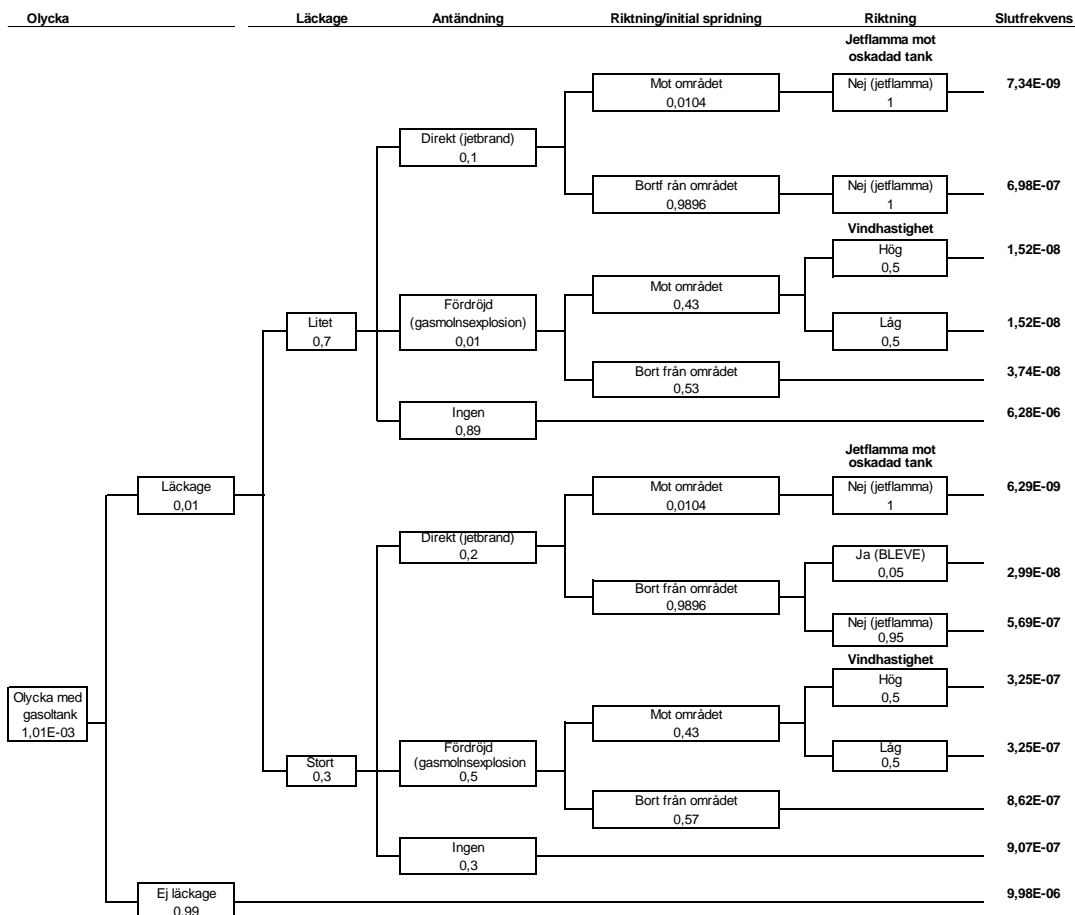 Olycka Läckage Antändning Riktning/initial spridning Riktning Slutfrekvens
Jetflamma mot
oskadad tank
Mot området
0,0104
Nej (jetflamma)
1
7,34E-09
Direkt (jetbrand)
0,1
Bortf rån området
0,9896
Nej (jetflamma)
1
6,98E-07
Vindhastighet
Hög
0,5
1,52E-08
Mot området
0,43
Litet
0,7
Fördröjd
(gasmolnsexplosion)
0,01
Låg
0,5
1,52E-08
Bort från området
0,53
3,74E-08
Ingen
0,89
6,28E-06
Jetflamma mot
oskadad tank
Läckage
0,01
Mot området
0,0104
Nej (jetflamma)
1
6,29E-09
Direkt (jetbrand)
0,2
Ja (BLEVE)
0,05
2,99E-08
Bort från området
0,9896
Nej (jetflamma)
0,95
5,69E-07
Vindhastighet
Hög
0,5
3,25E-07
Olycka med
gasoltank
1,01E-03
Mot området
0,43
Stort
0,3
Fördröjd
(gasmolnsexplosion
0,5
Låg
0,5
3,25E-07
Bort från området
0,57
8,62E-07
Ingen
0,3
9,07E-07
Ej läckage
0,99
9,98E-06